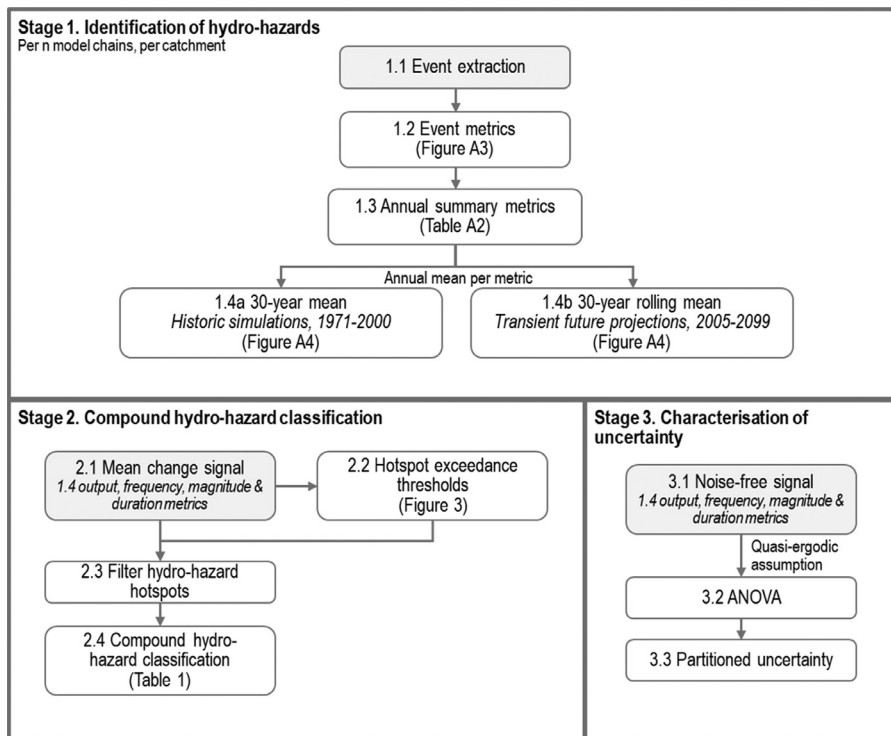 Stage 1. Identification of hydro-hazards
Per n model chains, per catchment
1.1 Event extraction
1.2 Event metrics
(Figure A3)
1.3 Annual summary metrics
(Table A2)
Annual mean per metric
1.4a 30-year mean
Historic simulations, 1971-2000
(Figure A4)
1.4b 30-year rolling mean
Transient future projections, 2005-2099
(Figure A4)
Stage 2. Compound hydro-hazard classification
2.1 Mean change signal
1.4 output, frequency, magnitude &
duration metrics
2.2 Hotspot exceedance
thresholds
(Figure 3)
2.3 Filter hydro-hazard
hotspots
2.4 Compound hydro-
hazard classification
(Table 1)
Stage 3. Characterisation of
uncertainty
3.1 Noise-free signal
1.4 output, frequency, magnitude &
duration metrics
Quasi-ergodic
assumption
3.2 ANOVA
3.3 Partitioned uncertainty